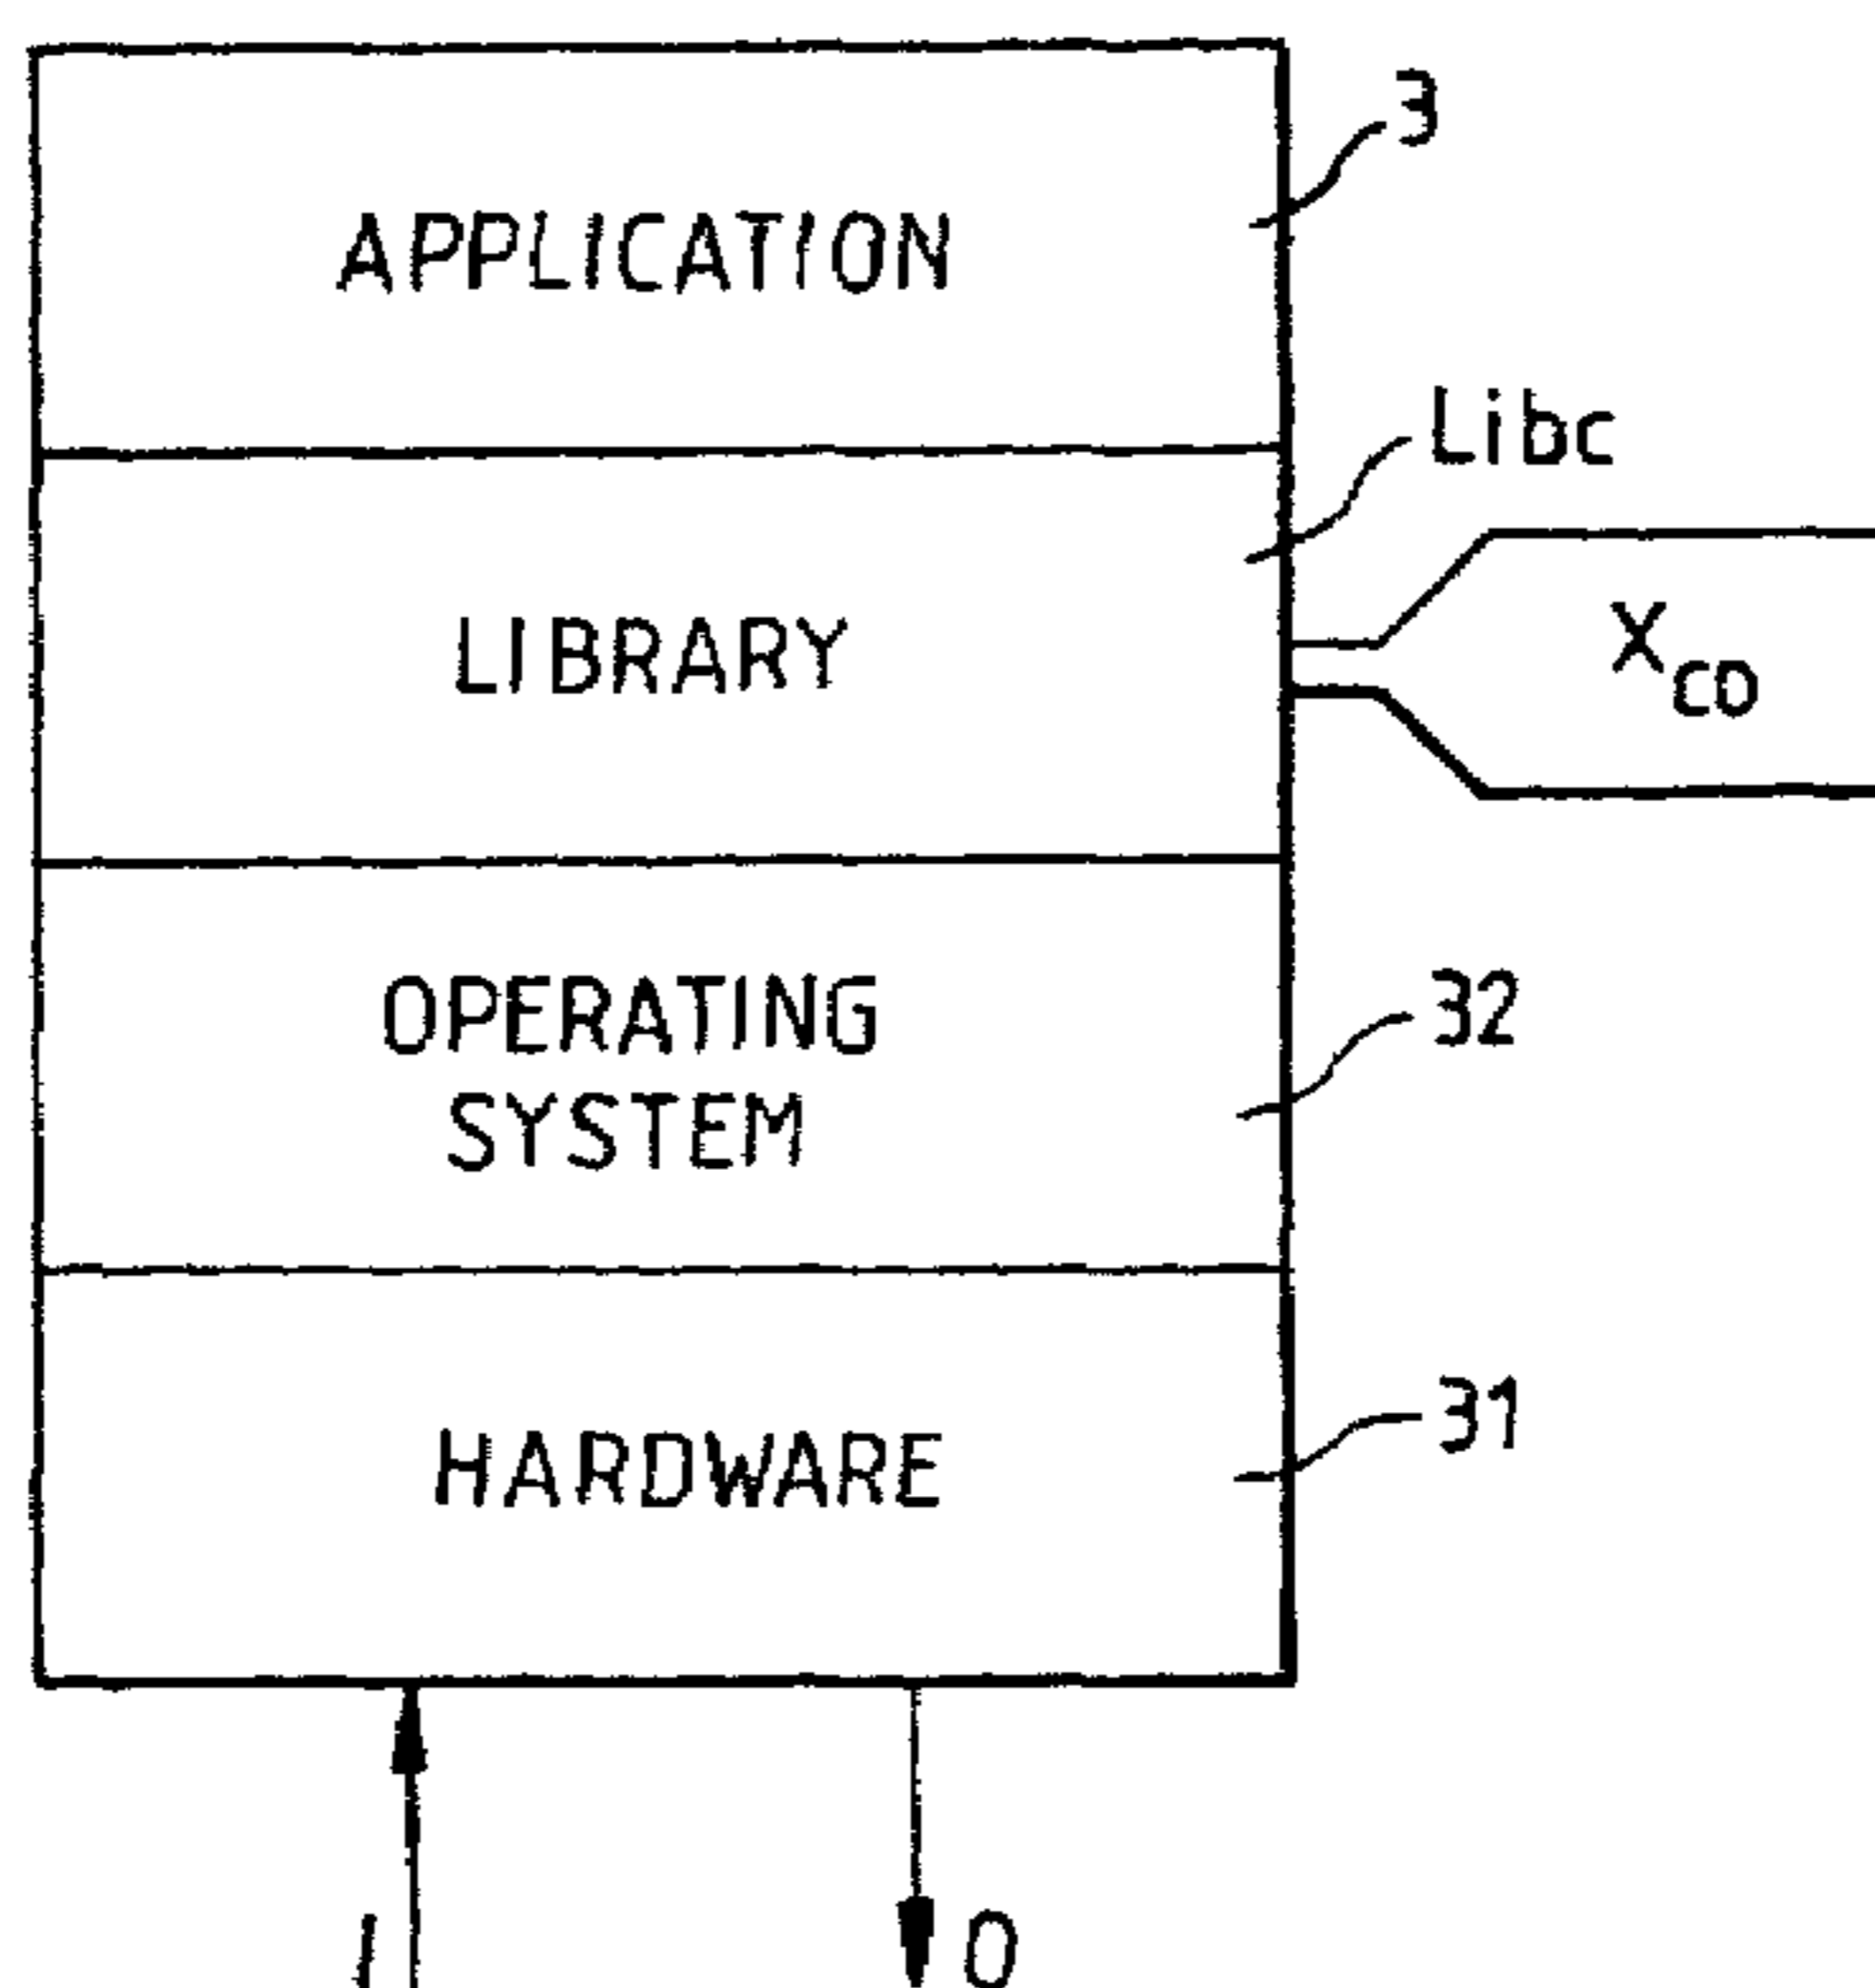 3
APPLICATION
Libc
LIBRARY
Xco
OPERATING
SYSTEM
32
31
HARDWARE
O